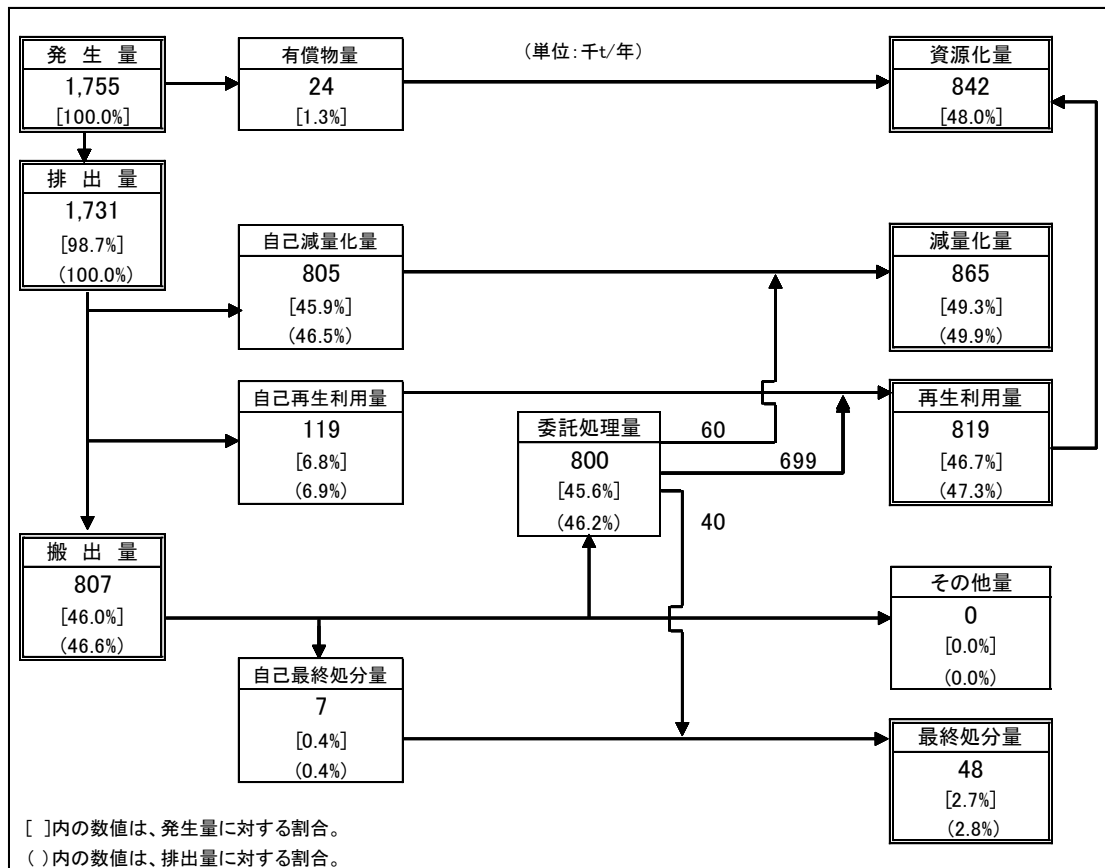 発 生 量
1,755
[100.0%]
有償物量
24
[1.3%]
(単位:千t/年)
資源化量
842
[48.0%]
排 出 量
1,731
[98.7%]
(100.0%)
自己減量化量
805
[45.9%]
(46.5%)
減量化量
865
[49.3%]
(49.9%)
自己再生利用量
119
[6.8%]
(6.9%)
委託処理量
800
[45.6%]
(46.2%)
60
699
40
再生利用量
819
[46.7%]
(47.3%)
搬 出 量
807
[46.0%]
(46.6%)
その他量
0
[0.0%]
(0.0%)
自己最終処分量
7
[0.4%]
(0.4%)
最終処分量
48
[2.7%]
(2.8%)
[ ]内の数値は、発生量に対する割合。
( )内の数値は、排出量に対する割合。